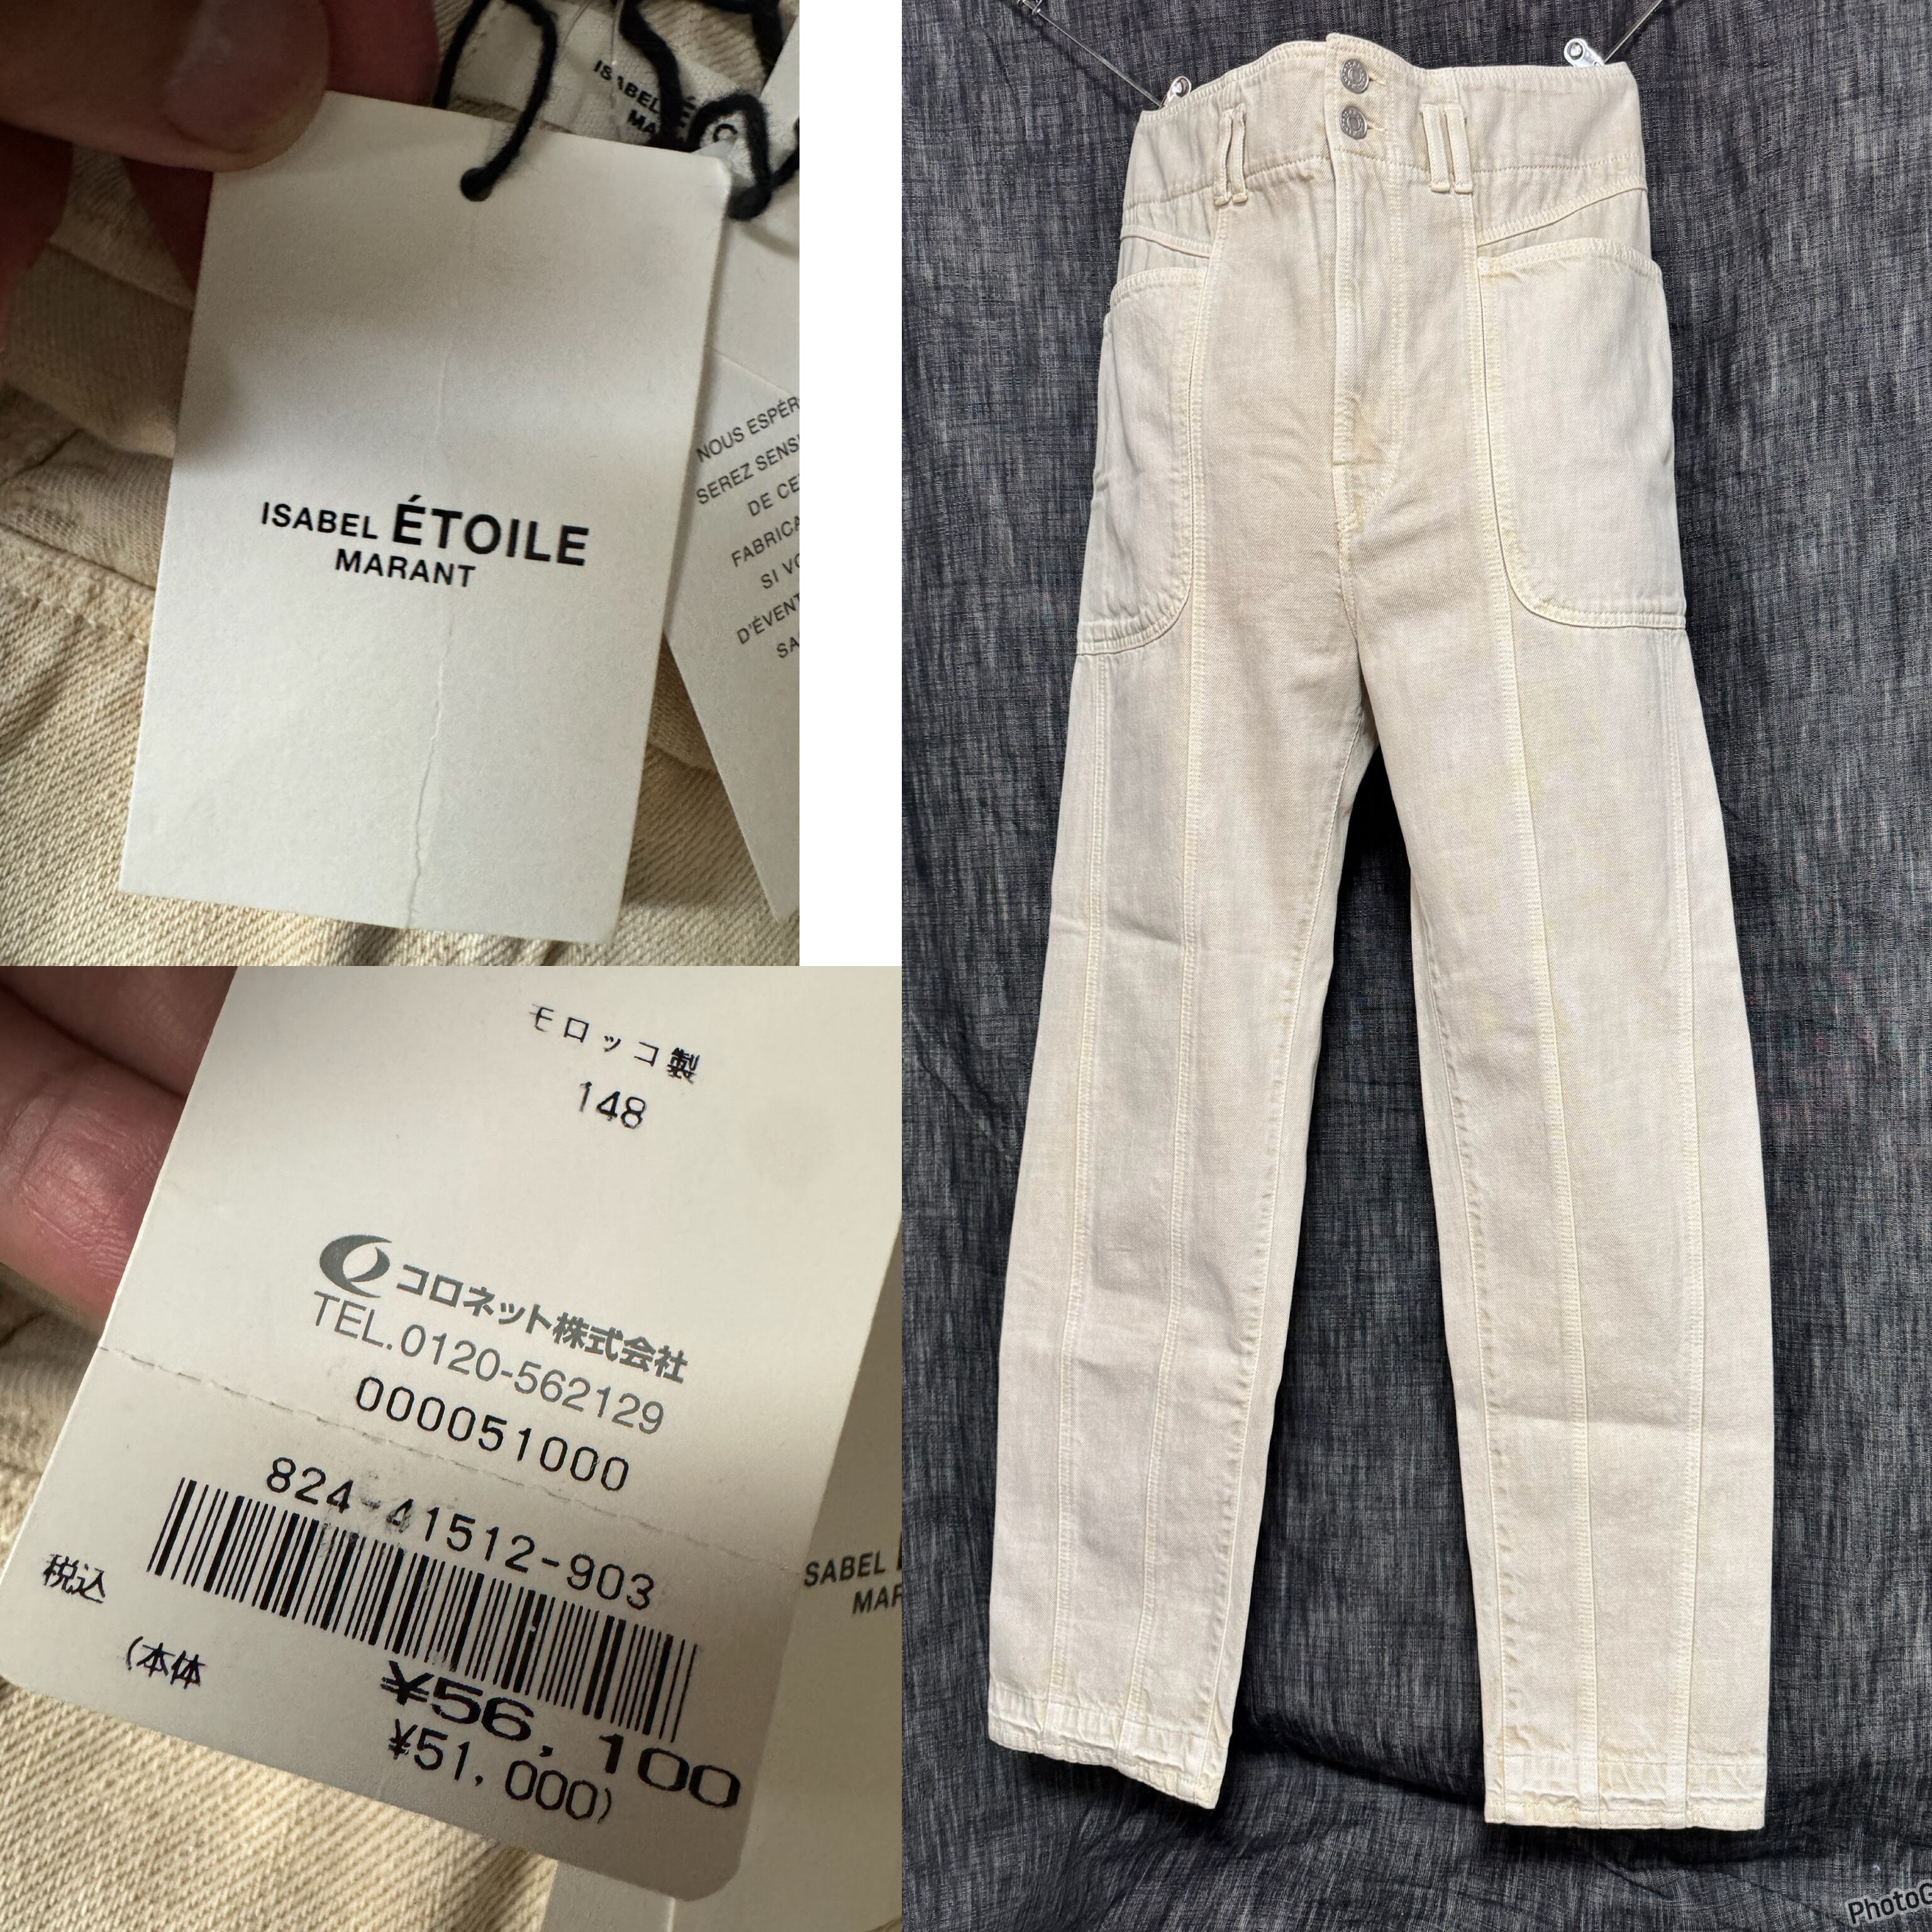 ISABEL ÉTOILE
MARANT
NOUS ESPÉR
SEREZ SENS
DE CE
FABRICA
SI VO
D'ÉVENT
SA
モロッコ製
148
コロネット株式会社
TEL.0120-562129
000051000
824-41512-903
税込
¥56,100
(本体 ¥51,000)
ISABEL
MAR
PhotoG